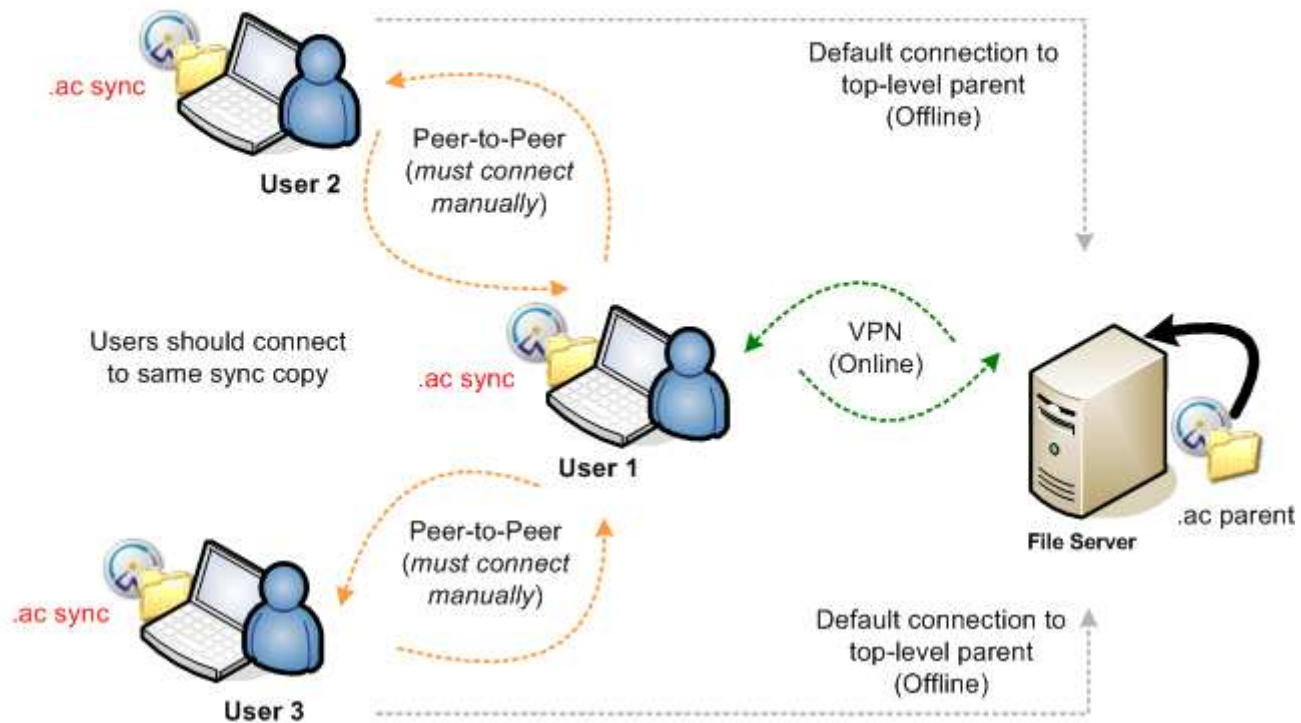 .ac sync
User 2
Peer-to-Peer
(must connect
manually)
Default connection to
top-level parent
(Offline)
Users should connect
to same sync copy
.ac sync
User 1
VPN
(Online)
.ac parent
File Server
Peer-to-Peer
(must connect
manually)
.ac sync
User 3
Default connection to
top-level parent
(Offline)